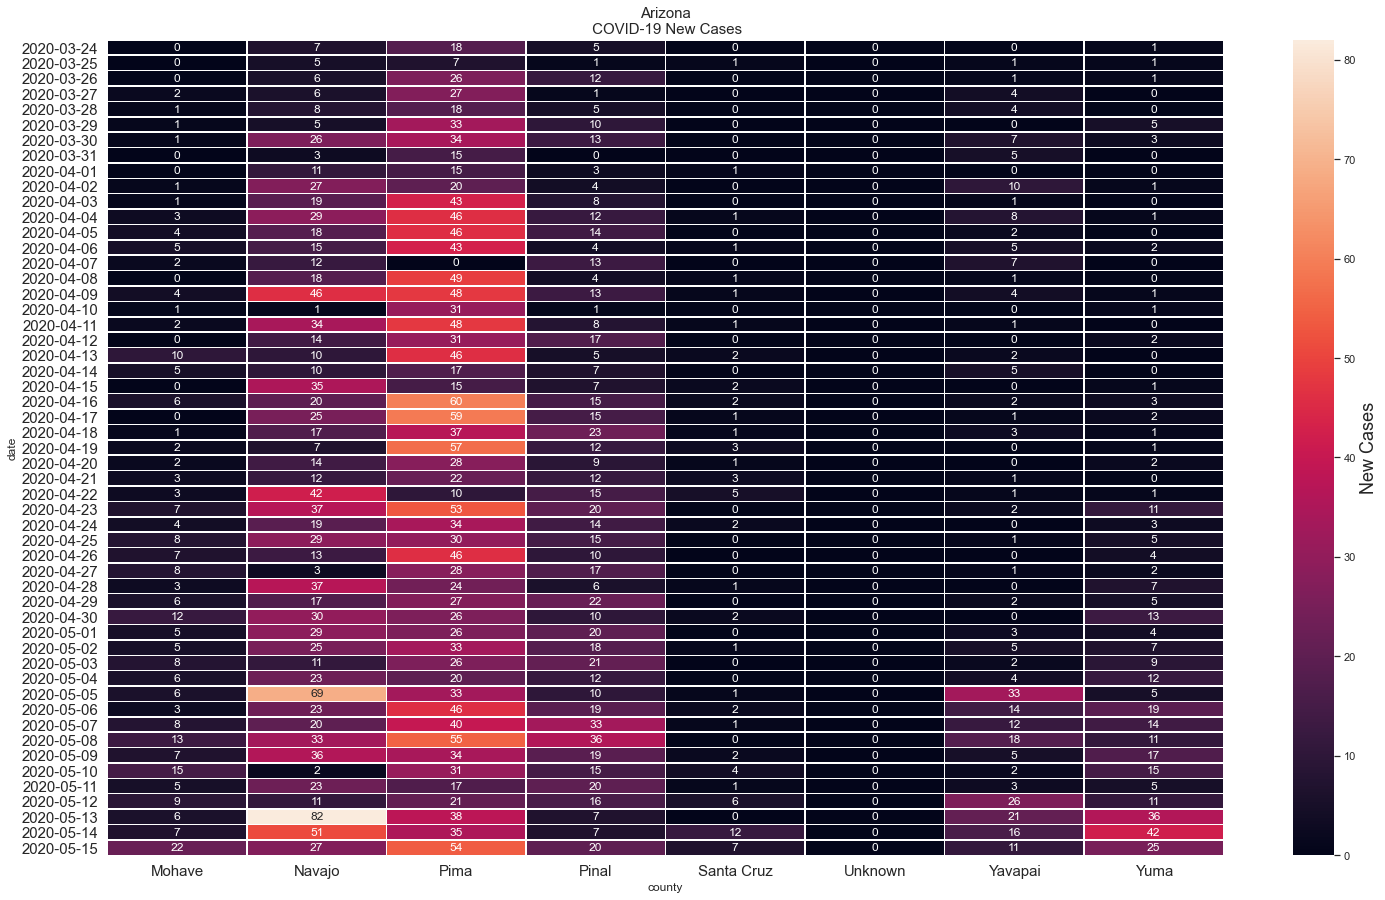 Arizona
COVID-19 New Cases
2020-03-24 0 7 18 5 0 0 0 1
2020-03-25 0 5 7 1 1 0 1 1
2020-03-26 0 6 26 12 0 0 1 1
2020-03-27 2 6 27 1 0 0 4 0
2020-03-28 1 8 18 5 0 0 4 0
2020-03-29 1 5 33 10 0 0 0 5
2020-03-30 1 26 34 13 0 0 7 3
2020-03-31 0 3 15 0 0 0 5 0
2020-04-01 0 11 15 3 1 0 0 0
2020-04-02 1 27 20 4 0 0 10 1
2020-04-03 1 19 43 8 0 0 1 0
2020-04-04 3 29 46 12 1 0 8 1
2020-04-05 4 18 46 14 0 0 2 0
2020-04-06 5 15 43 4 1 0 5 2
2020-04-07 2 12 0 13 0 0 7 0
2020-04-08 0 18 49 4 1 0 1 0
2020-04-09 4 46 48 13 1 0 4 1
2020-04-10 1 1 31 1 0 0 0 1
2020-04-11 2 34 48 8 1 0 1 0
2020-04-12 0 14 31 17 0 0 0 2
2020-04-13 10 10 46 5 2 0 2 0
2020-04-14 5 10 17 7 0 0 5 0
2020-04-15 0 35 15 7 2 0 0 1
2020-04-16 6 20 60 15 2 0 2 3
2020-04-17 0 25 59 15 1 0 1 2
2020-04-18 1 17 37 23 1 0 3 1
2020-04-19 2 7 57 12 3 0 0 1
2020-04-20 2 14 28 9 1 0 0 2
2020-04-21 3 12 22 12 3 0 1 0
2020-04-22 3 42 10 15 5 0 1 1
2020-04-23 7 37 53 20 0 0 2 11
2020-04-24 4 19 34 14 2 0 0 3
2020-04-25 8 29 30 15 0 0 1 5
2020-04-26 7 13 46 10 0 0 0 4
2020-04-27 8 3 28 17 0 0 1 2
2020-04-28 3 37 24 6 1 0 0 7
2020-04-29 6 17 27 22 0 0 2 5
2020-04-30 12 30 26 10 2 0 0 13
2020-05-01 5 29 26 20 0 0 3 4
2020-05-02 5 25 33 18 1 0 5 7
2020-05-03 8 11 26 21 0 0 2 9
2020-05-04 6 23 20 12 0 0 4 12
2020-05-05 6 69 33 10 1 0 33 5
2020-05-06 3 23 46 19 2 0 14 19
2020-05-07 8 20 40 33 1 0 12 14
2020-05-08 13 33 55 36 0 0 18 11
2020-05-09 7 36 34 19 2 0 5 17
2020-05-10 15 2 31 15 4 0 2 15
2020-05-11 5 23 17 20 1 0 3 5
2020-05-12 9 11 21 16 6 0 26 11
2020-05-13 6 82 38 7 0 0 21 36
2020-05-14 7 51 35 7 12 0 16 42
2020-05-15 22 27 54 20 7 0 11 25
Mohave Navajo Pima Pinal Santa Cruz Unknown Yavapai Yuma
county
date
80
70
60
50
40
30
20
10
0
New Cases